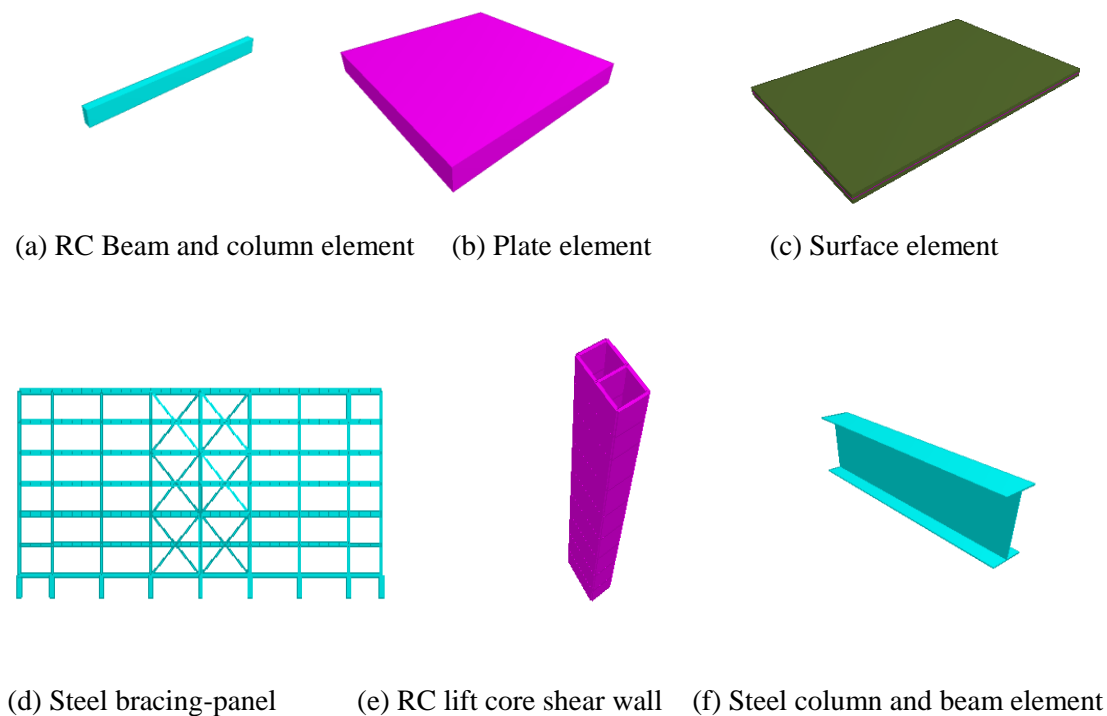 (a) RC Beam and column element (b) Plate element (c) Surface element
(d) Steel bracing-panel (e) RC lift core shear wall (f) Steel column and beam element